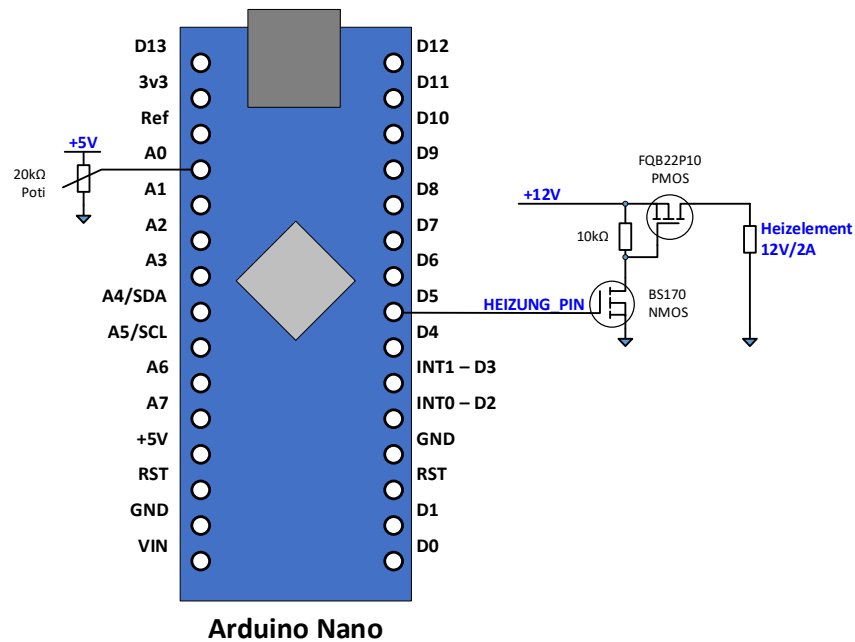 D13
3v3
Ref
A0
A1
A2
A3
A4/SDA
A5/SCL
A6
A7
+5V
RST
GND
VIN
D12
D11
D10
D9
D8
D7
D6
D5
D4
INT1 – D3
INT0 – D2
GND
RST
D1
D0
+5V
20kΩ
Poti
FQB22P10
PMOS
+12V
10kΩ
Heizelement
12V/2A
HEIZUNG_PIN
BS170
NMOS
Arduino Nano